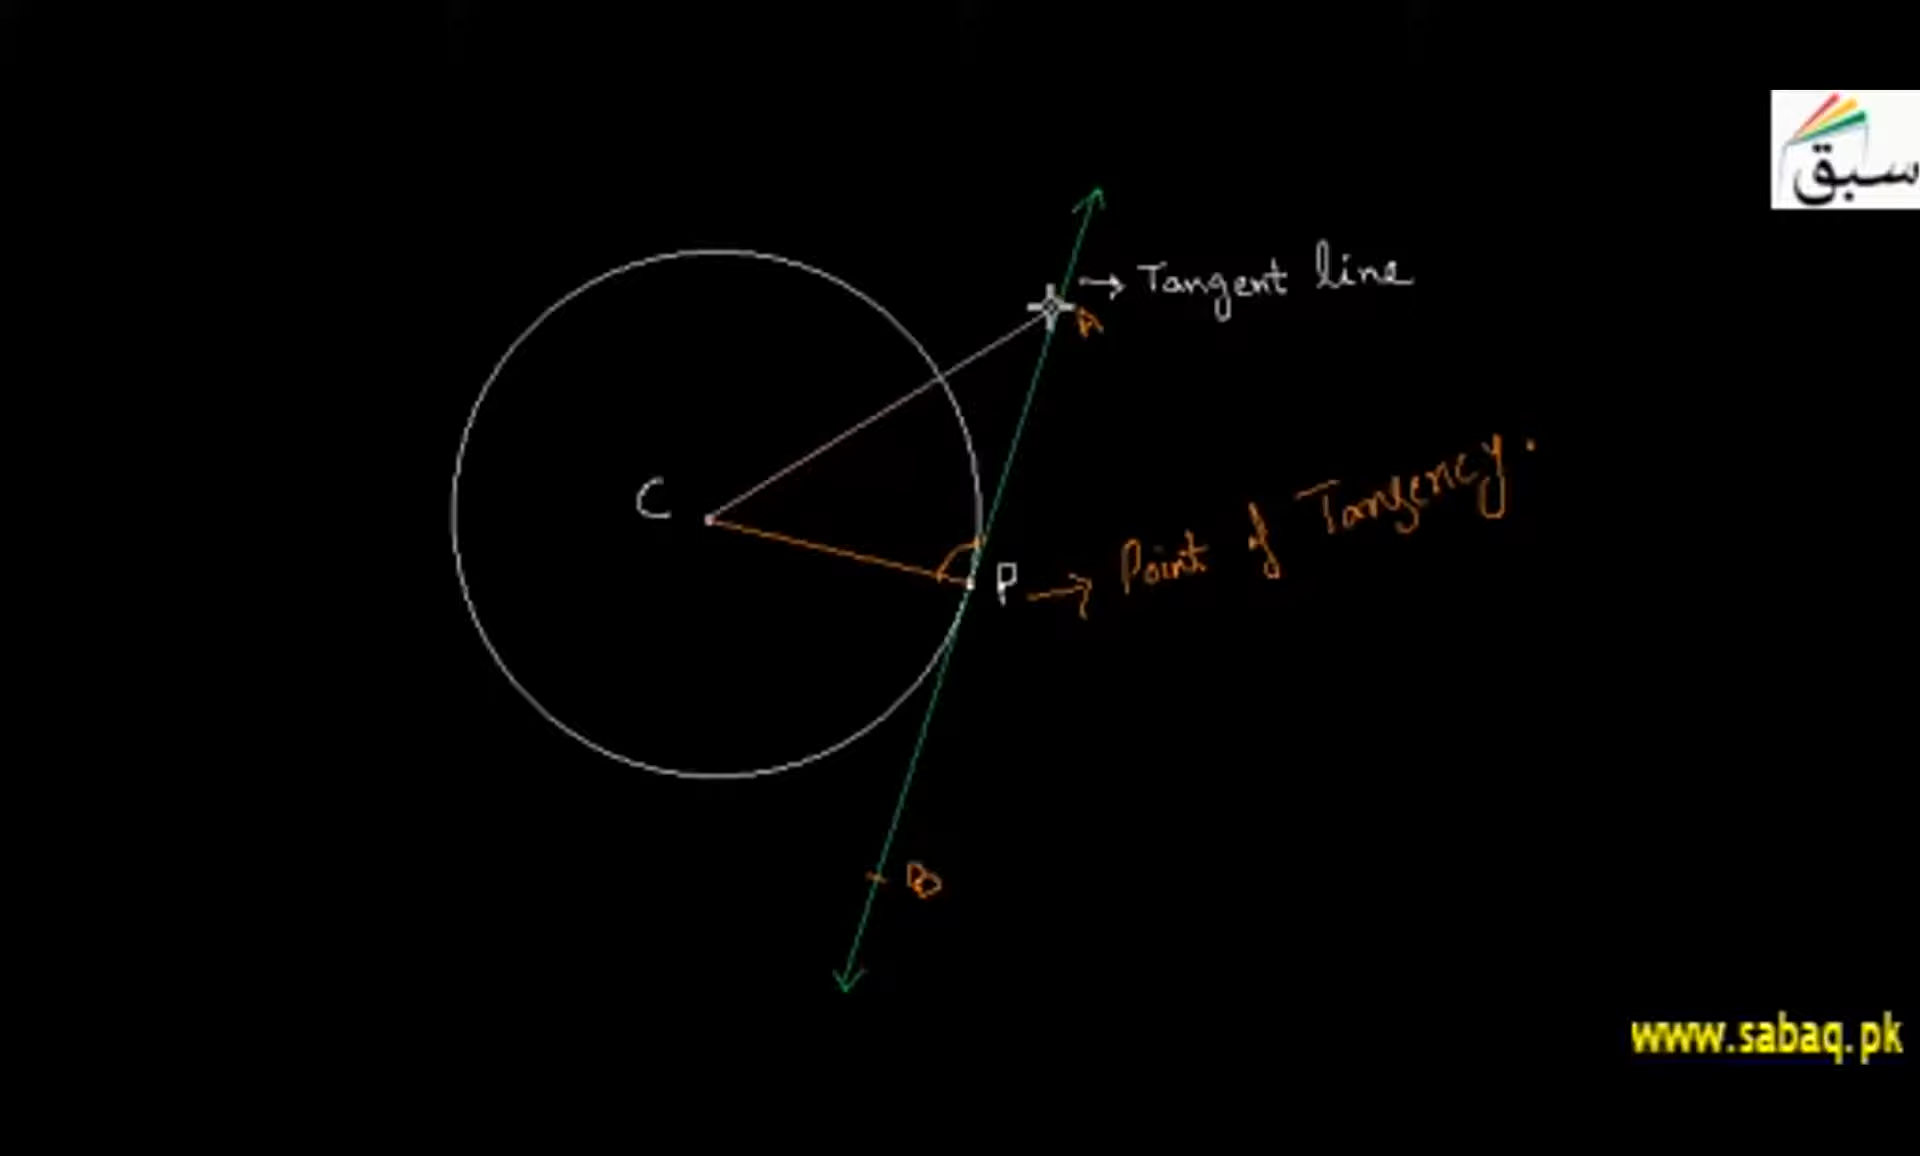 سبق
→ Tangent line
A
C
P → Point of Tangency.
B
www.sabaq.pk